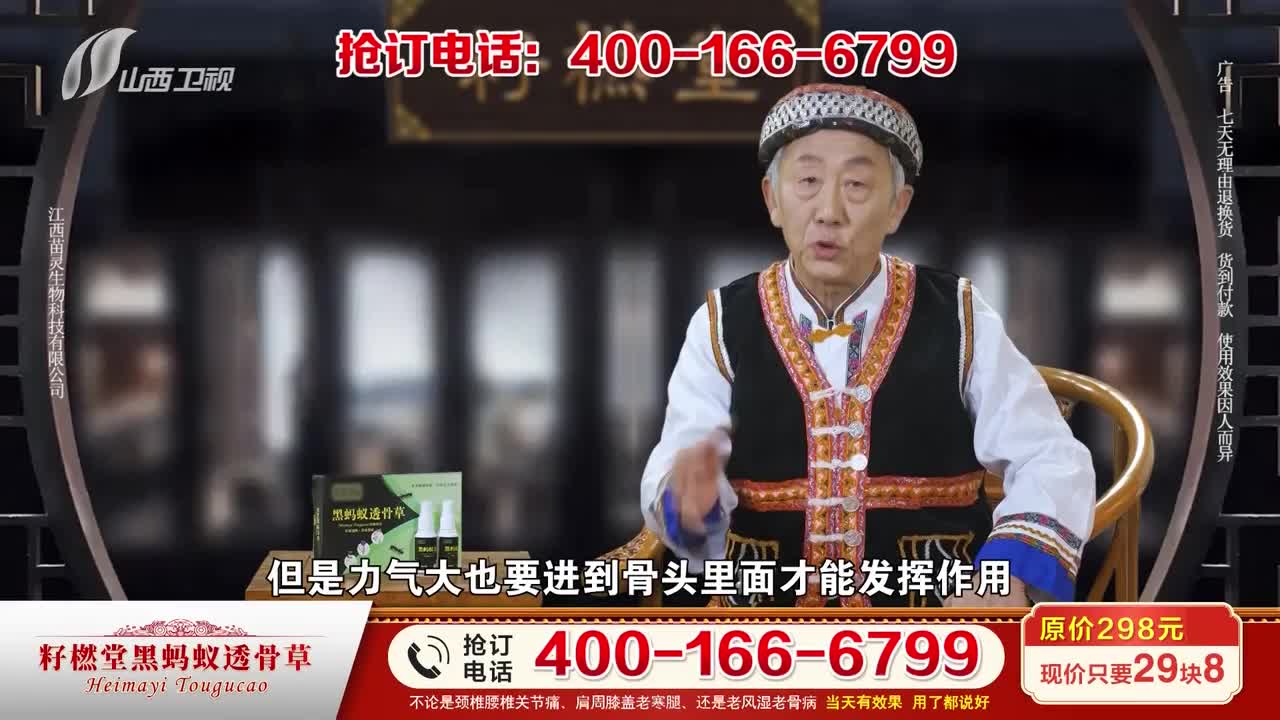 抢订电话：400-166-6799
山西卫视
籽橪堂
广告 七天无理由退换货 货到付款 使用效果因人而异
江西苗灵生物科技有限公司
黑蚂蚁透骨草
但是力气大也要进到骨头里面才能发挥作用
籽橪堂黑蚂蚁透骨草
Heimayi Tougucao
抢订电话 400-166-6799
原价298元
现价只要29块8
不论是颈椎腰椎关节痛、肩周膝盖老寒腿、还是老风湿老骨病 当天有效果 用了都说好